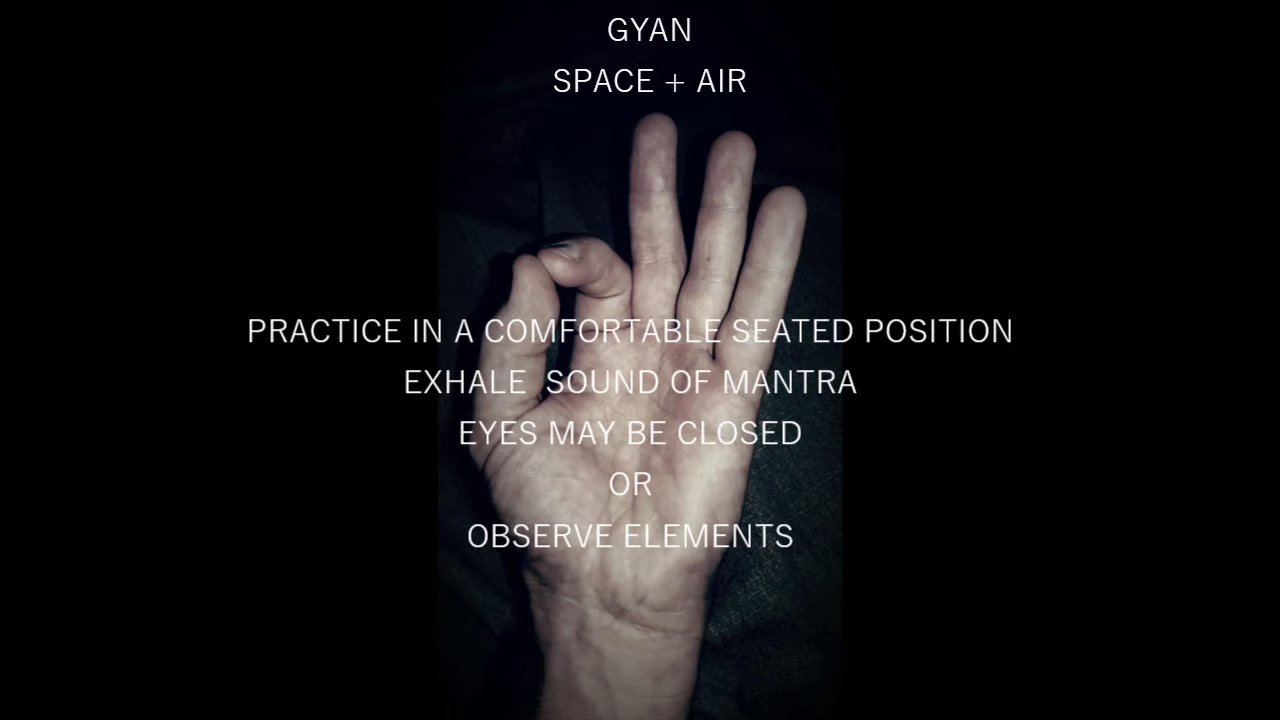 GYAN
SPACE + AIR
PRACTICE IN A COMFORTABLE SEATED POSITION
EXHALE  SOUND OF MANTRA
EYES MAY BE CLOSED
OR
OBSERVE ELEMENTS